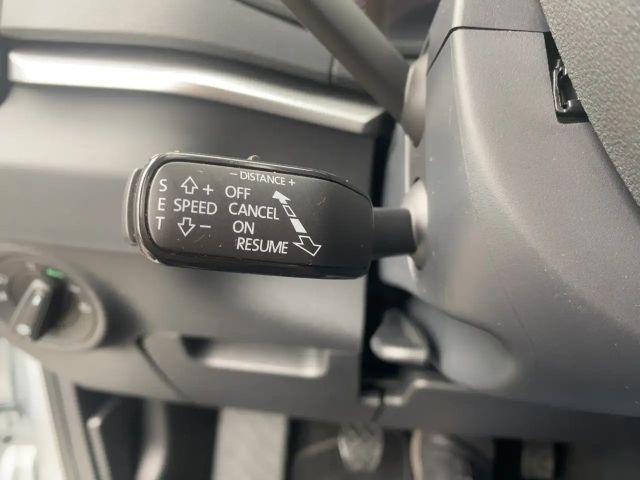 - DISTANCE +
S + OFF
E SPEED CANCEL
T - ON
RESUME